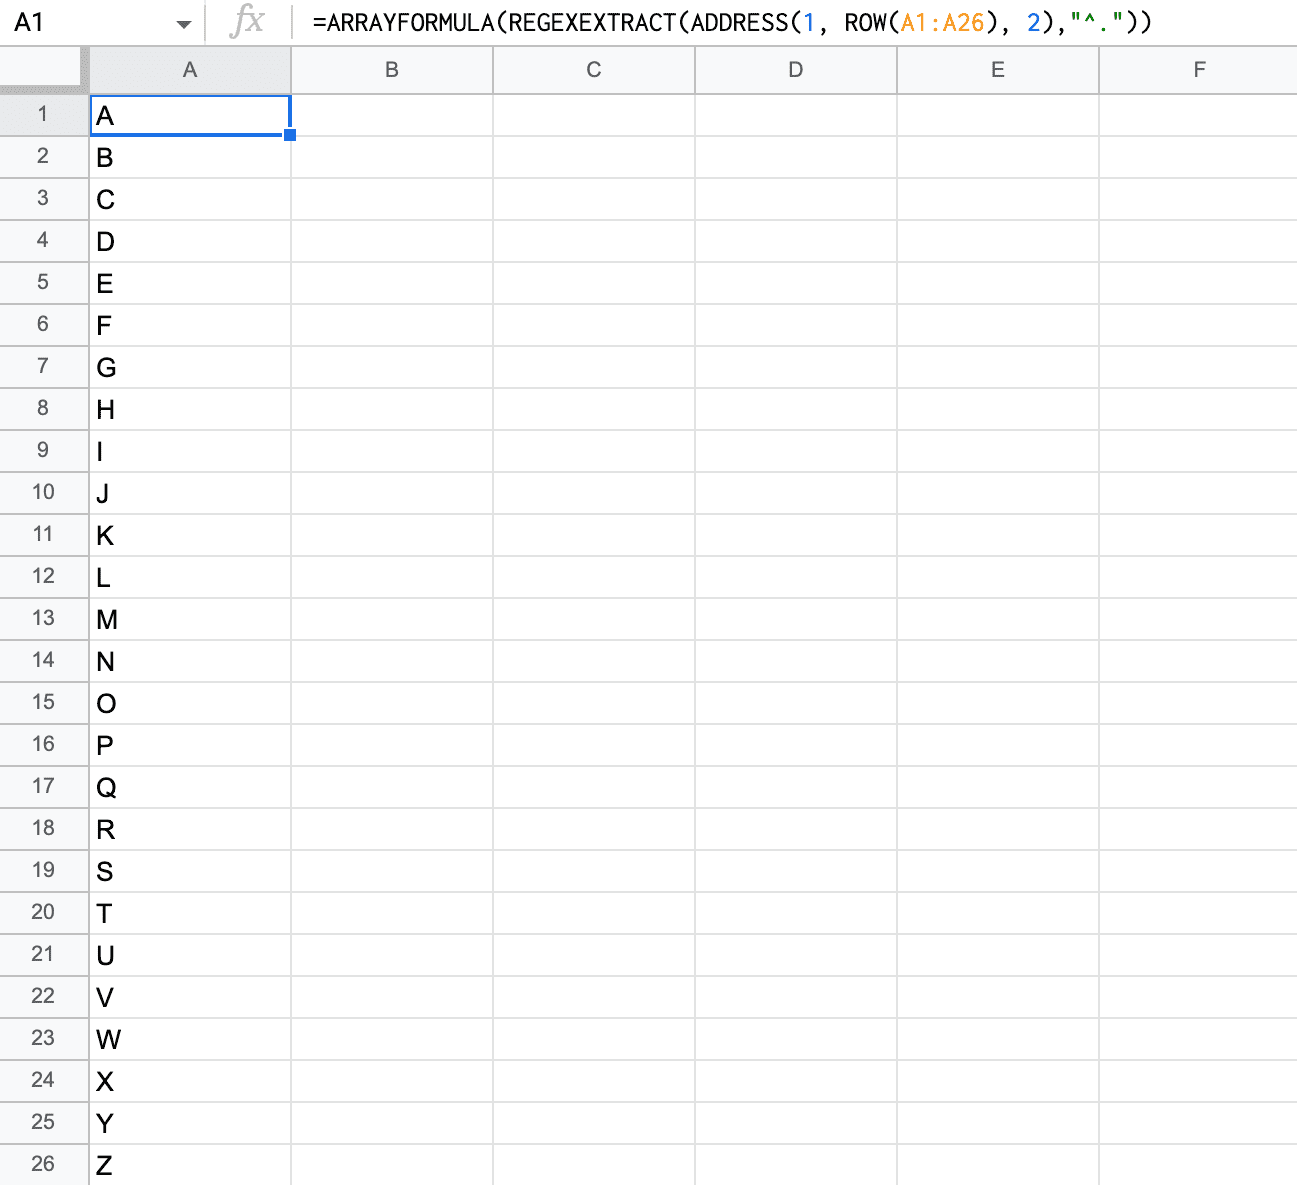 A1 fx =ARRAYFORMULA(REGEXEXTRACT(ADDRESS(1, ROW(A1:A26), 2),"^."))
A B C D E F
1 A
2 B
3 C
4 D
5 E
6 F
7 G
8 H
9 I
10 J
11 K
12 L
13 M
14 N
15 O
16 P
17 Q
18 R
19 S
20 T
21 U
22 V
23 W
24 X
25 Y
26 Z